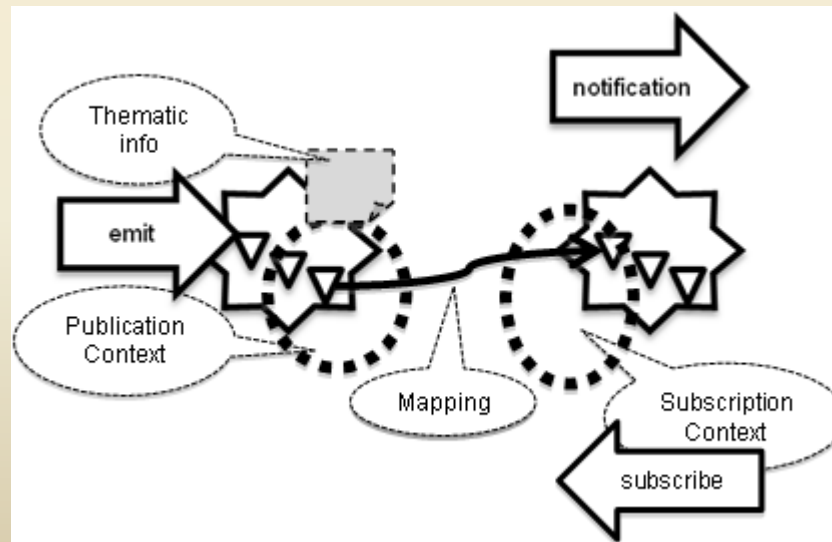 notification
Thematic
info
emit
Publication
Context
Mapping
Subscription
Context
subscribe